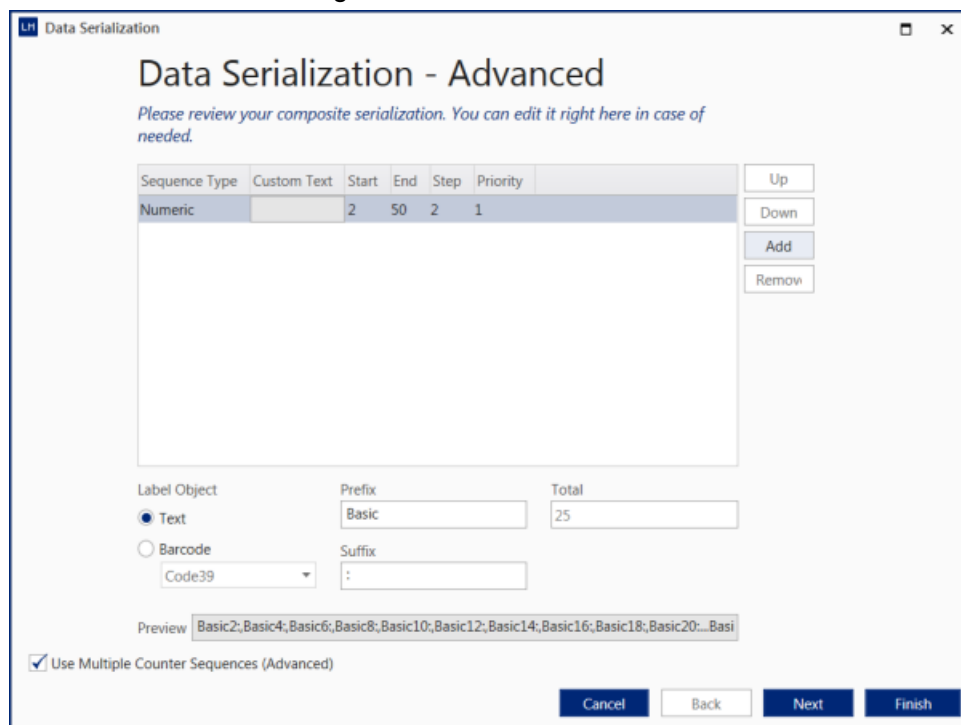 LM Data Serialization
Data Serialization - Advanced
Please review your composite serialization. You can edit it right here in case of
needed.
Sequence Type Custom Text Start End Step Priority
Numeric 2 50 2 1
Up
Down
Add
Remov
Label Object
Text
Barcode
Code39
Prefix
Basic
Suffix
:
Total
25
Preview Basic2:,Basic4:,Basic6:,Basic8:,Basic10:,Basic12:,Basic14:,Basic16:,Basic18:,Basic20:...Basi
Use Multiple Counter Sequences (Advanced)
Cancel Back Next Finish